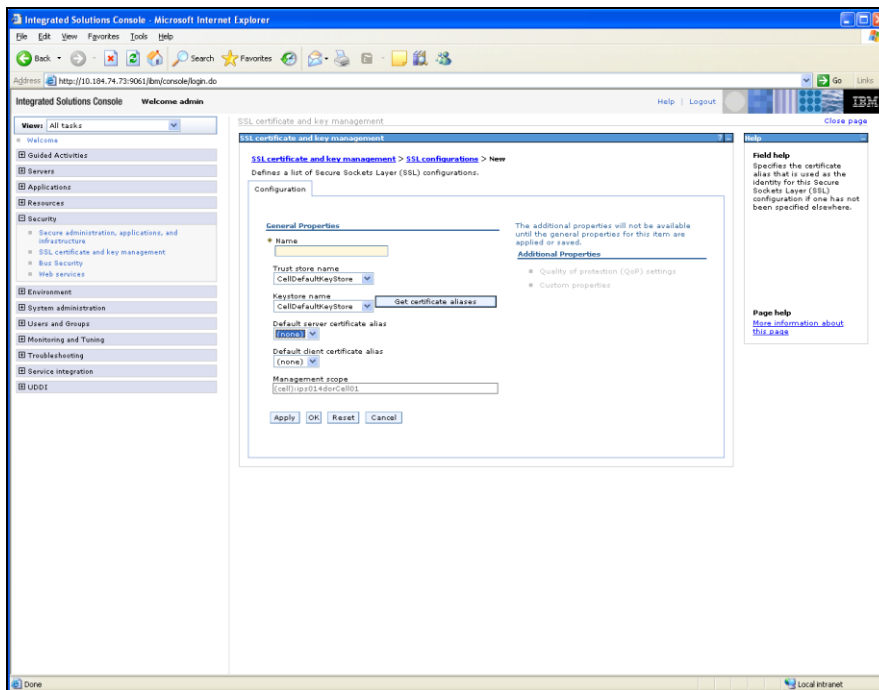 Integrated Solutions Console - Microsoft Internet Explorer
File Edit View Favorites Tools Help
Back Search Favorites
Address http://10.184.74.73:9061/ibm/console/login.do Go Links
Integrated Solutions Console Welcome admin Help | Logout IBM
View: All tasks
Welcome
Guided Activities
Servers
Applications
Resources
Security
Secure administration, applications, and
infrastructure
SSL certificate and key management
Bus Security
Web services
Environment
System administration
Users and Groups
Monitoring and Tuning
Troubleshooting
Service integration
UDDI
SSL certificate and key management Close page
SSL certificate and key management ? -
SSL certificate and key management > SSL configurations > New
Defines a list of Secure Sockets Layer (SSL) configurations.
Configuration
General Properties
* Name
Trust store name
CellDefaultKeyStore
Keystore name
CellDefaultKeyStore Get certificate aliases
Default server certificate alias
(none)
Default client certificate alias
(none)
Management scope
(cell):ips014dorCell01
Apply OK Reset Cancel
The additional properties will not be available
until the general properties for this item are
applied or saved.
Additional Properties
Quality of protection (QoP) settings
Custom properties
Help
Field help
Specifies the certificate
alias that is used as the
identity for this Secure
Sockets Layer (SSL)
configuration if one has not
been specified elsewhere.
Page help
More information about
this page
Done Local intranet